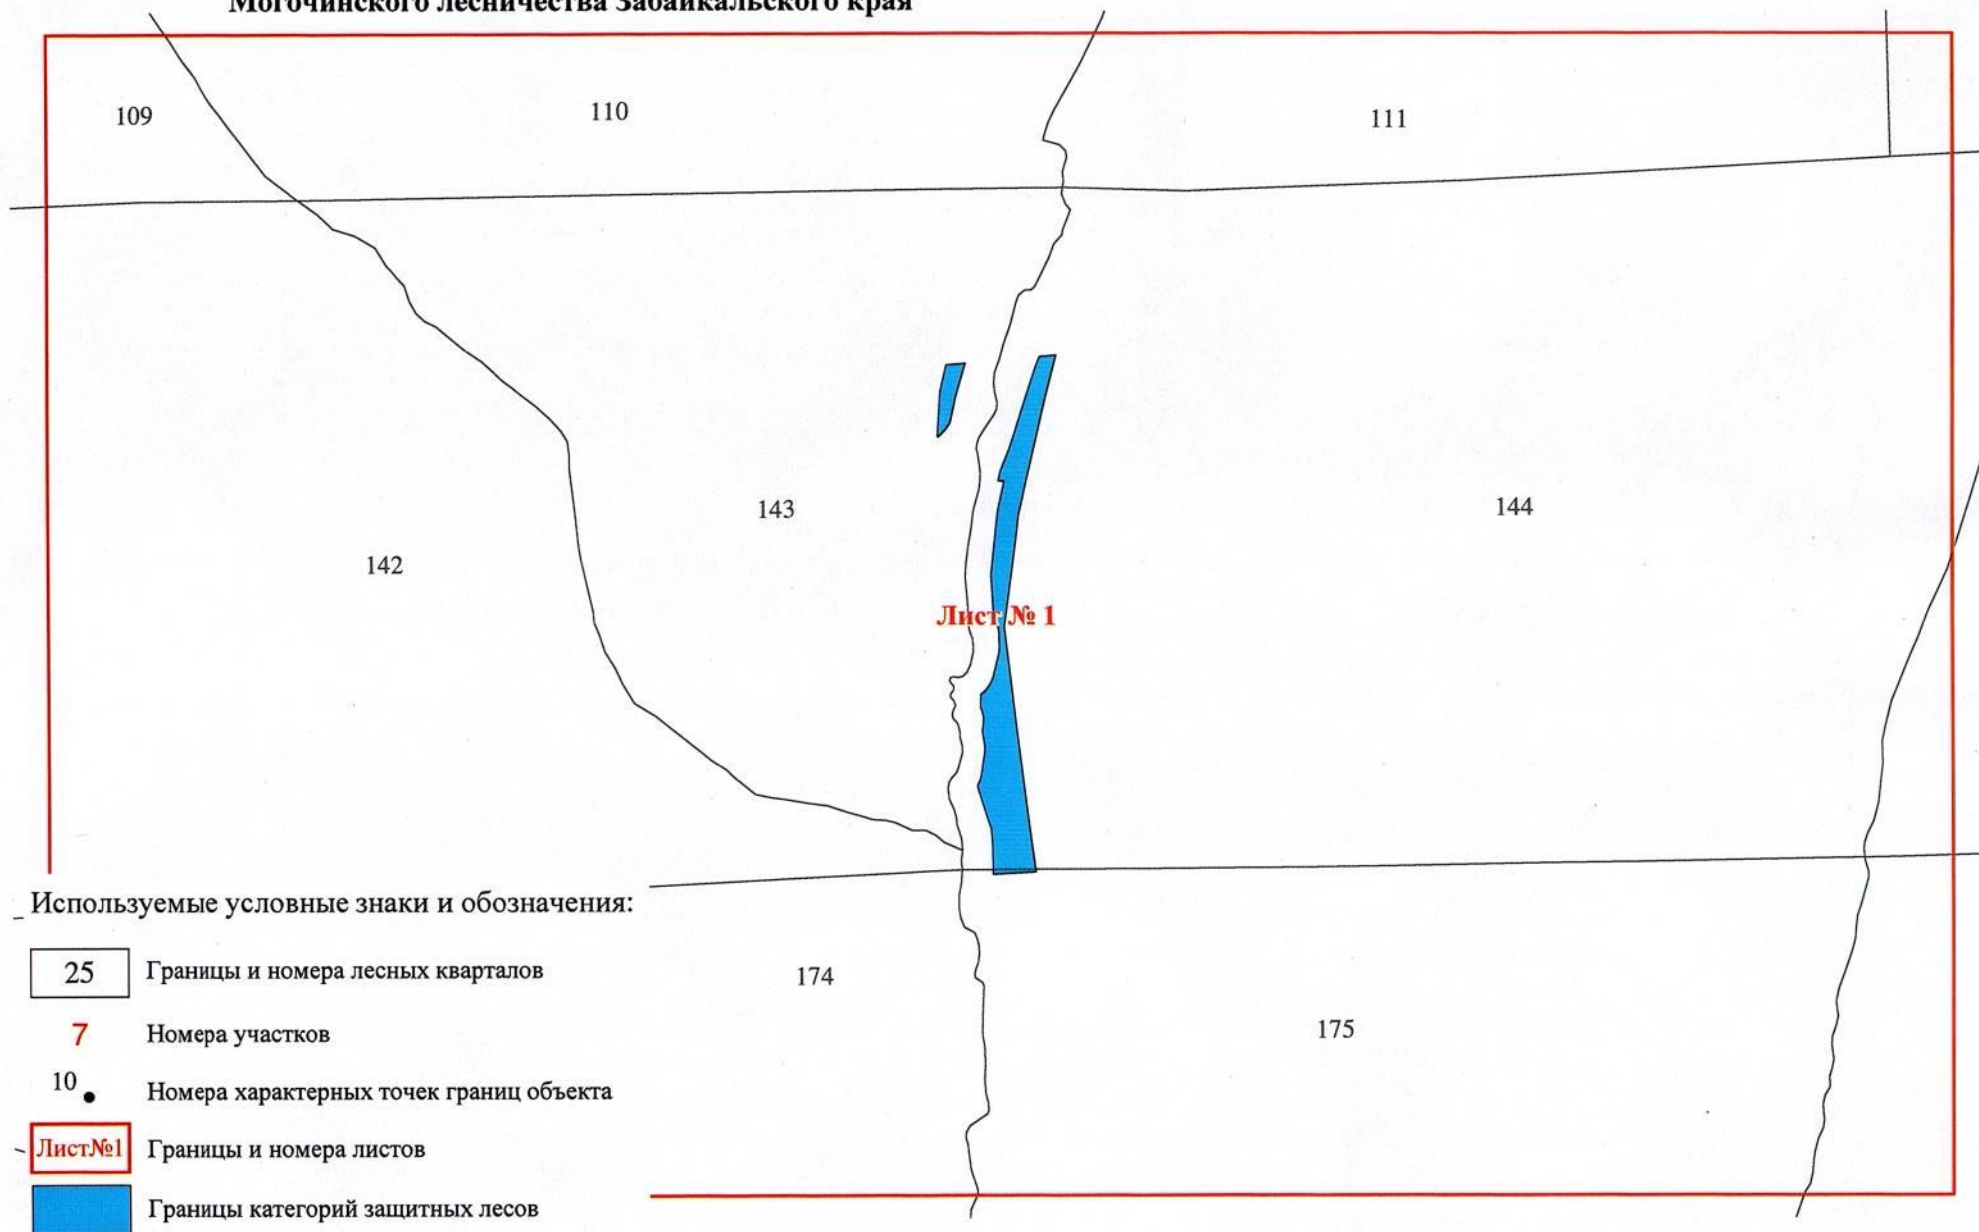 Могочинского лесничества Забайкальского края
109
110
111
143
144
142
Лист № 1
Используемые условные знаки и обозначения:
25 Границы и номера лесных кварталов
174
175
7 Номера участков
10 Номера характерных точек границ объекта
Лист№1 Границы и номера листов
Границы категорий защитных лесов